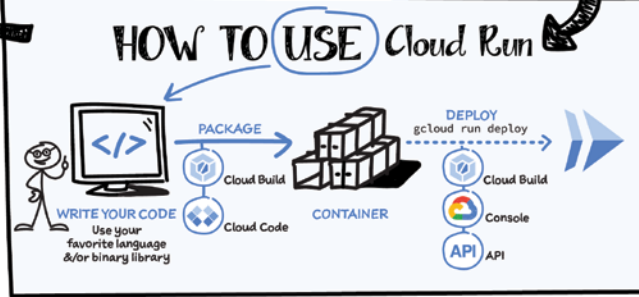 HOW TO USE Cloud Run
</>
PACKAGE
Cloud Build
Cloud Code
WRITE YOUR CODE
Use your
favorite language
&/or binary library
CONTAINER
DEPLOY
gcloud run deploy
Cloud Build
Console
API
API